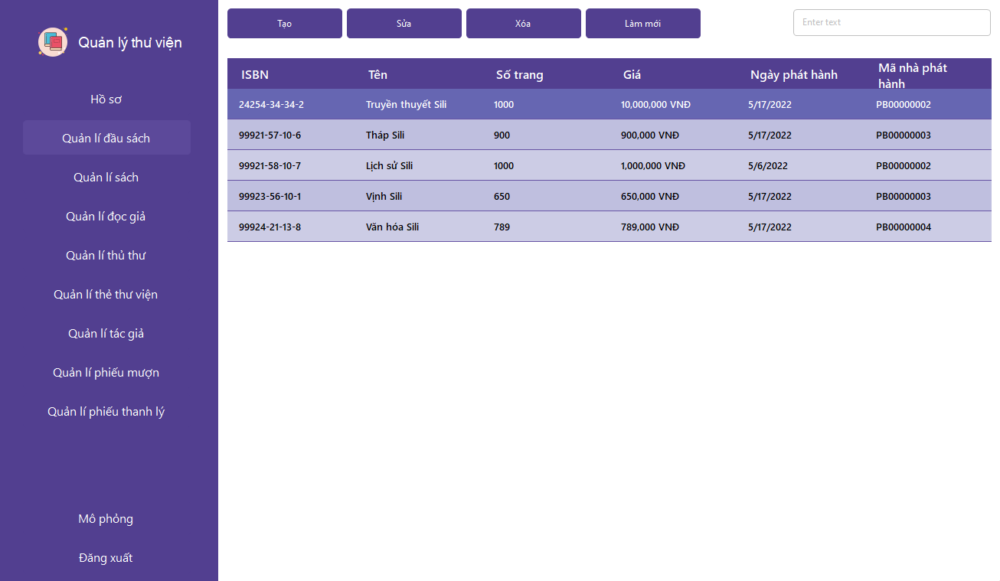 Quản lý thư viện
Hồ sơ
Quản lí đầu sách
Quản lí sách
Quản lí đọc giả
Quản lí thủ thư
Quản lí thẻ thư viện
Quản lí tác giả
Quản lí phiếu mượn
Quản lí phiếu thanh lý
Mô phỏng
Đăng xuất
Tạo Sửa Xóa Làm mới Enter text
ISBN Tên Số trang Giá Ngày phát hành Mã nhà phát
hành
24254-34-34-2 Truyền thuyết Sili 1000 10,000,000 VNĐ 5/17/2022 PB00000002
99921-57-10-6 Tháp Sili 900 900,000 VNĐ 5/17/2022 PB00000003
99921-58-10-7 Lịch sử Sili 1000 1,000,000 VNĐ 5/6/2022 PB00000002
99923-56-10-1 Vịnh Sili 650 650,000 VNĐ 5/17/2022 PB00000003
99924-21-13-8 Văn hóa Sili 789 789,000 VNĐ 5/17/2022 PB00000004